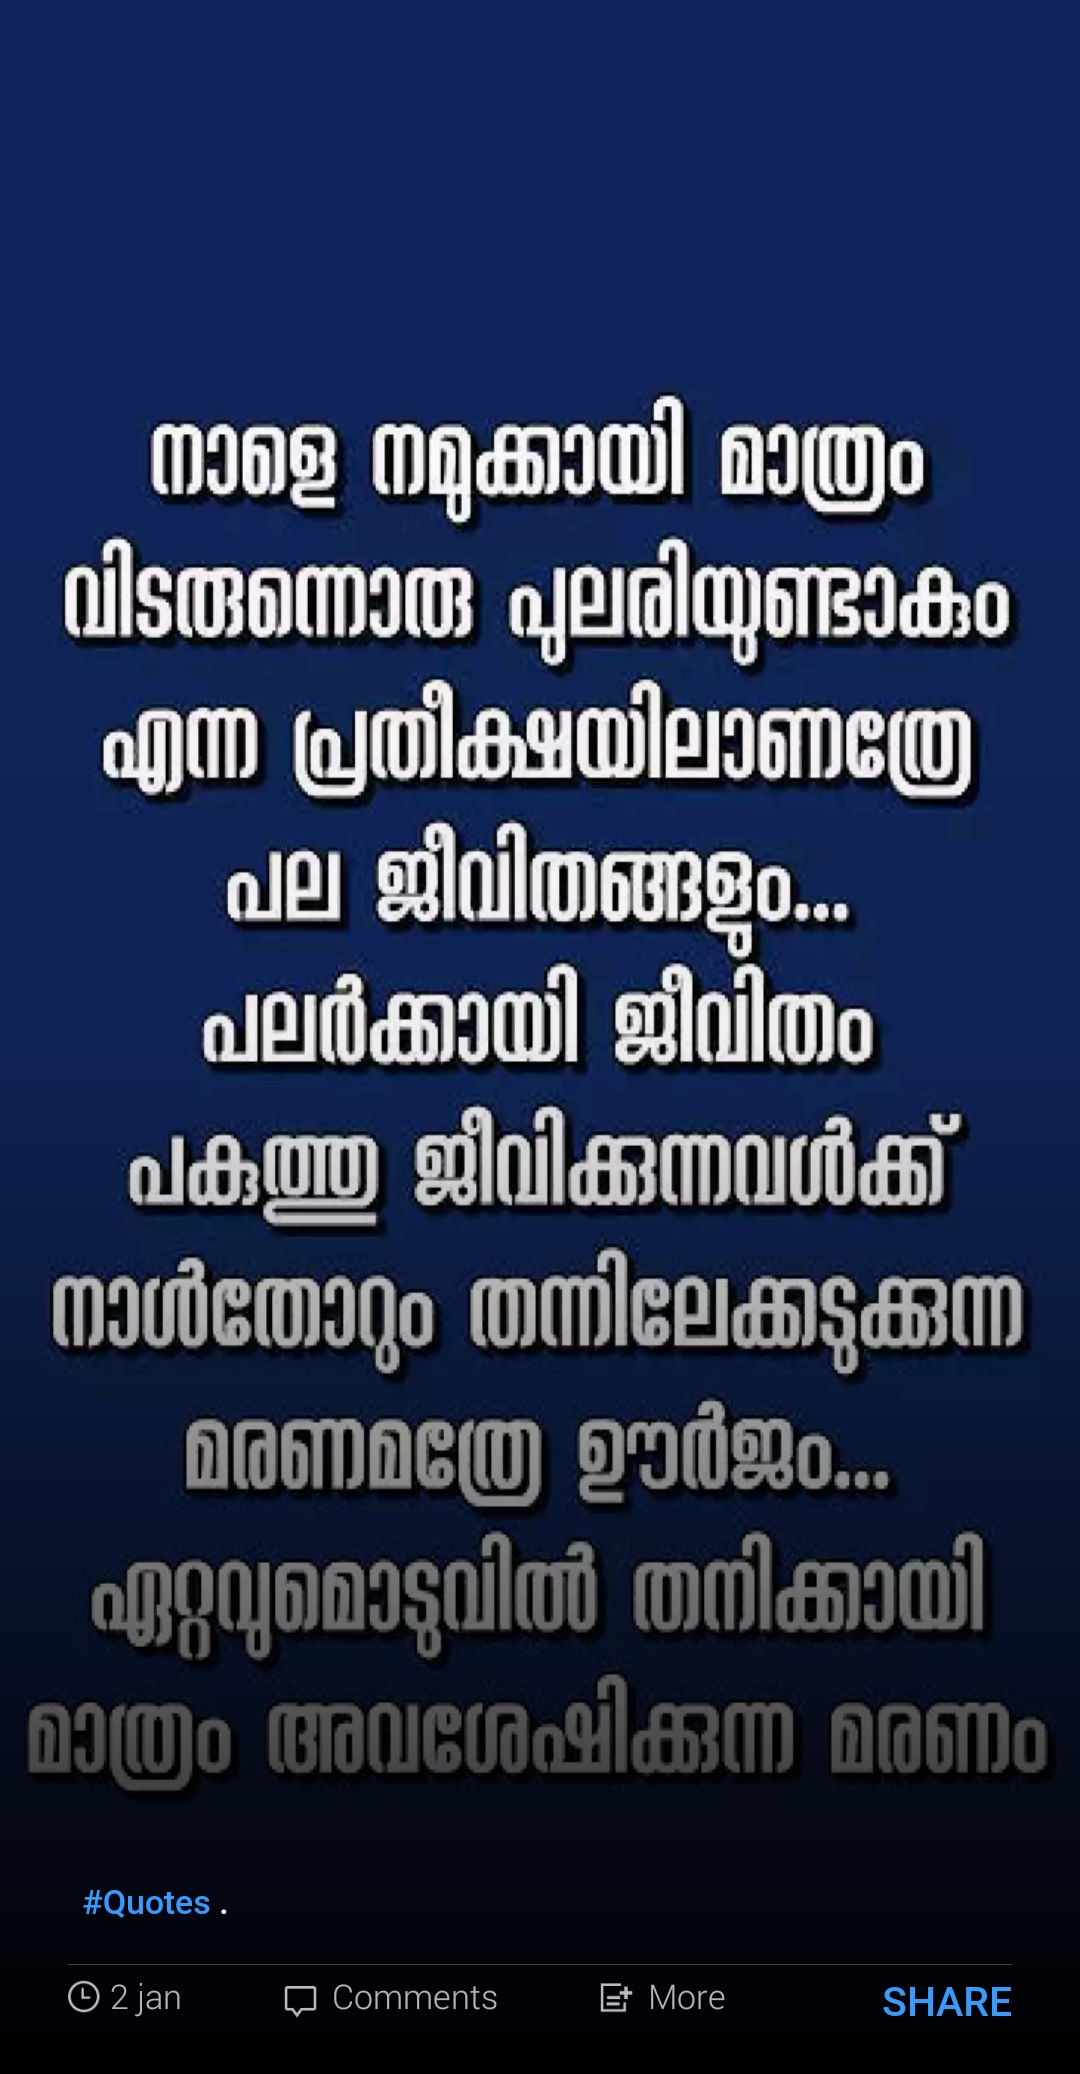 നാളെ നമുക്കായി മാത്രം
വിടരുന്നൊരു പുലരിയുണ്ടാകും
എന്ന പ്രതീക്ഷയിലാണത്രേ
പല ജീവിതങ്ങളും...
പലർക്കായി ജീവിതം
പകുത്തു ജീവിക്കുന്നവൾക്ക്
നാൾതോറും തന്നിലേക്കടുക്കുന്ന
മരണമത്രേ ഊർജം...
ഏറ്റവുമൊടുവിൽ തനിക്കായി
മാത്രം അവശേഷിക്കുന്ന മരണം
#Quotes .
2 jan Comments More SHARE